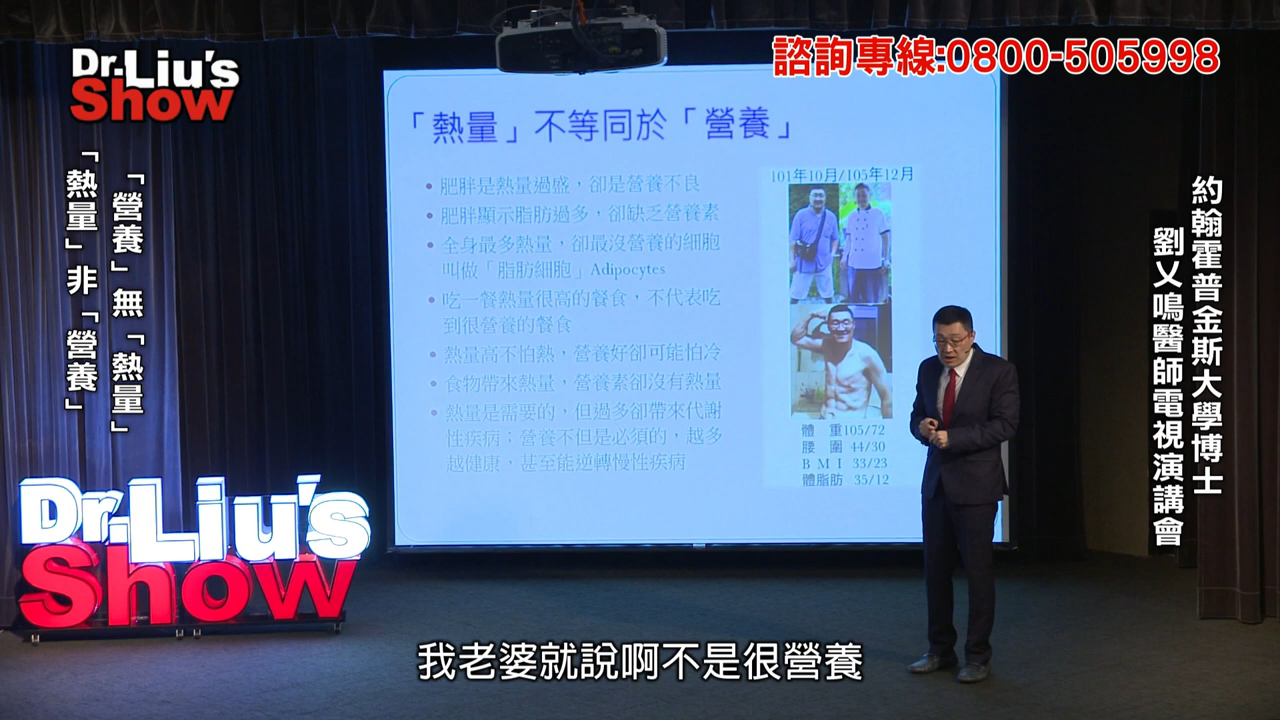 Dr.Liu's
Show
諮詢專線:0800-505998
「營養」無「熱量」
「熱量」非「營養」
約翰霍普金斯大學博士
劉乂鳴醫師電視演講會
「熱量」不等同於「營養」
• 肥胖是熱量過盛，卻是營養不良
• 肥胖顯示脂肪過多，卻缺乏營養素
• 全身最多熱量，卻最沒營養的細胞
叫做「脂肪細胞」Adipocytes
• 吃一餐熱量很高的餐食，不代表吃
到很營養的餐食
• 熱量高不怕熱，營養好卻可能怕冷
• 食物帶來熱量，營養素卻沒有熱量
• 熱量是需要的，但過多卻帶來代謝
性疾病；營養不但是必須的，越多
越健康，甚至能逆轉慢性疾病
101年10月/105年12月
體 重105/72
腰 圍 44/30
B M I 33/23
體脂肪 35/12
Dr.Liu's
Show
我老婆就說啊不是很營養